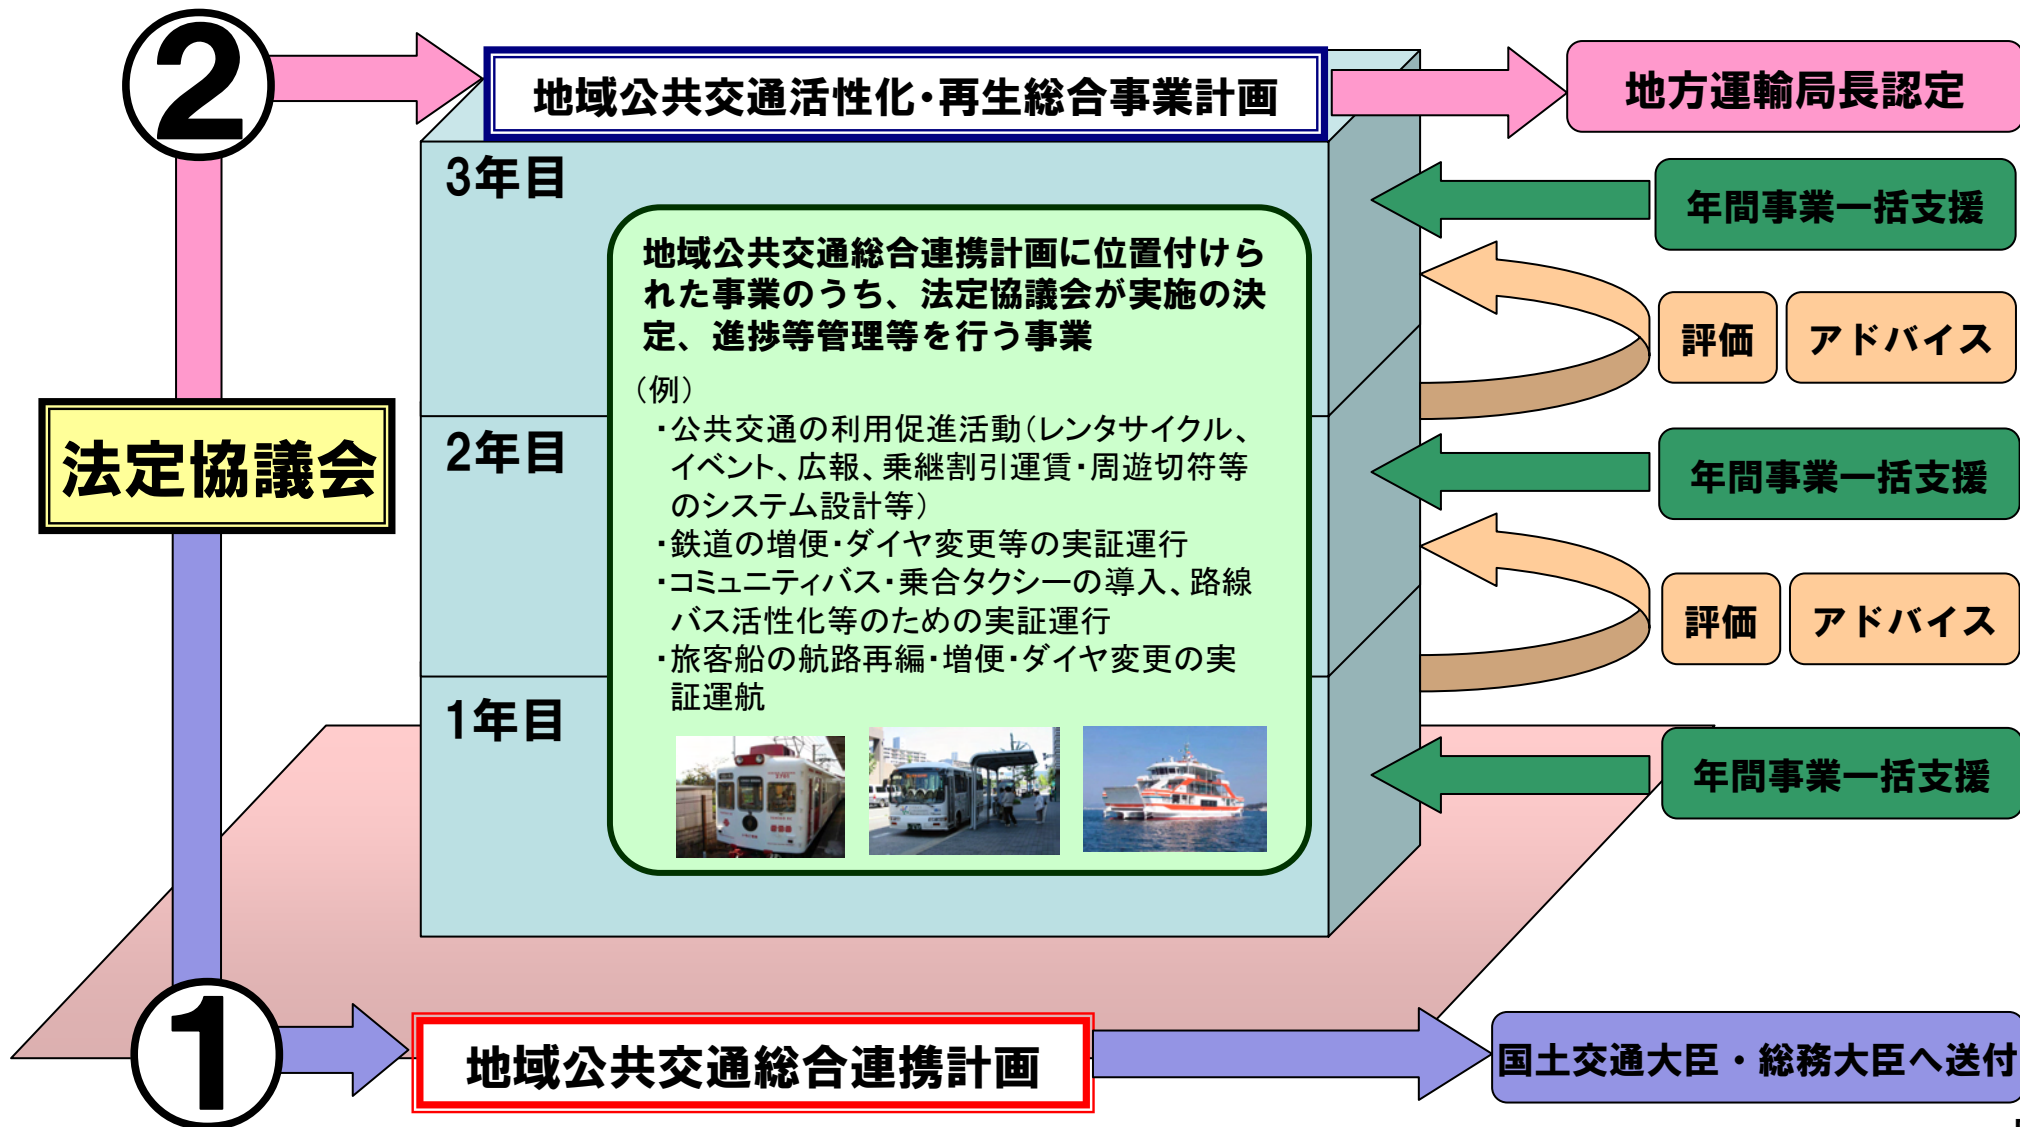 ②
地域公共交通活性化・再生総合事業計画
地方運輸局長認定
3年目
年間事業一括支援
地域公共交通総合連携計画に位置付けら
れた事業のうち、法定協議会が実施の決
定、進捗等管理等を行う事業
評価
アドバイス
(例)
・公共交通の利用促進活動(レンタサイクル、
イベント、広報、乗継割引運賃・周遊切符等
のシステム設計等)
・鉄道の増便・ダイヤ変更等の実証運行
・コミュニティバス・乗合タクシーの導入、路線
バス活性化等のための実証運行
・旅客船の航路再編・増便・ダイヤ変更の実
証運航
法定協議会
2年目
年間事業一括支援
評価
アドバイス
1年目
年間事業一括支援
①
地域公共交通総合連携計画
国土交通大臣・総務大臣へ送付